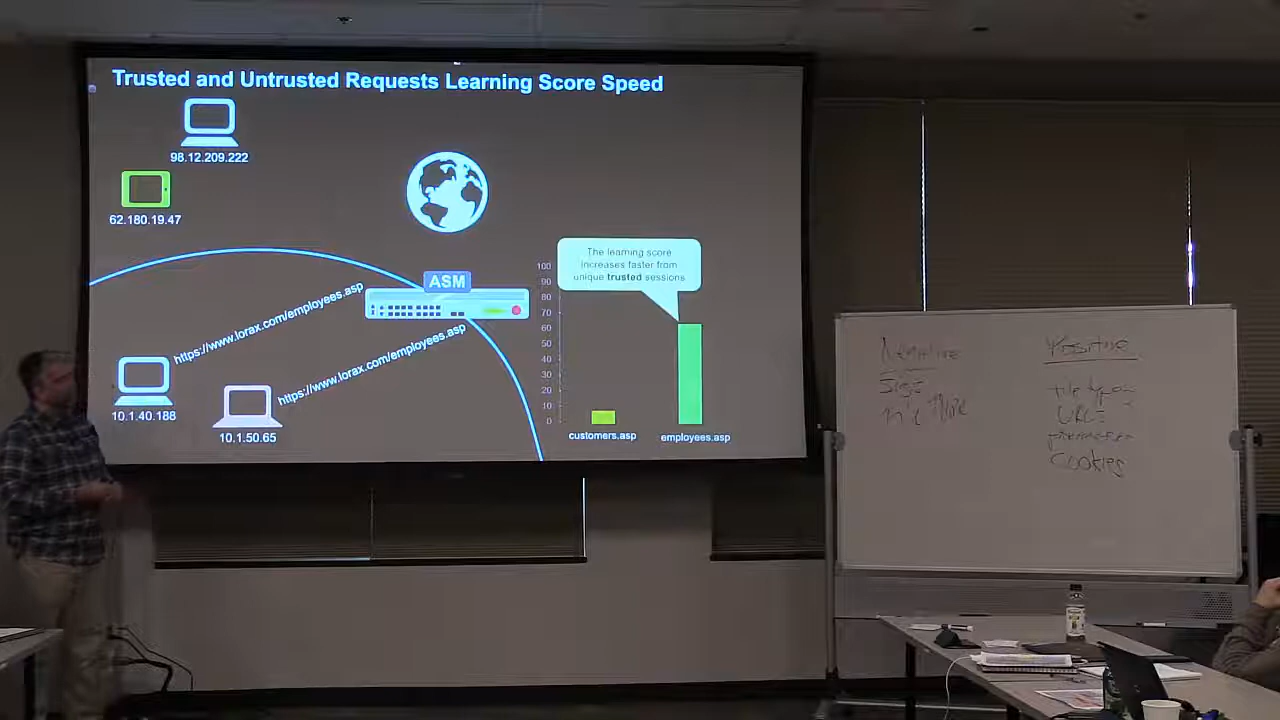 Trusted and Untrusted Requests Learning Score Speed
98.12.209.222
62.180.19.47
The learning score
increases faster from
unique trusted sessions
ASM
https://www.lorax.com/employees.asp
https://www.lorax.com/employees.asp
10.1.40.188
10.1.50.65
100
90
80
70
60
50
40
30
20
10
0
customers.asp
employees.asp
Negative
Positive
file types
URLs
Cookies